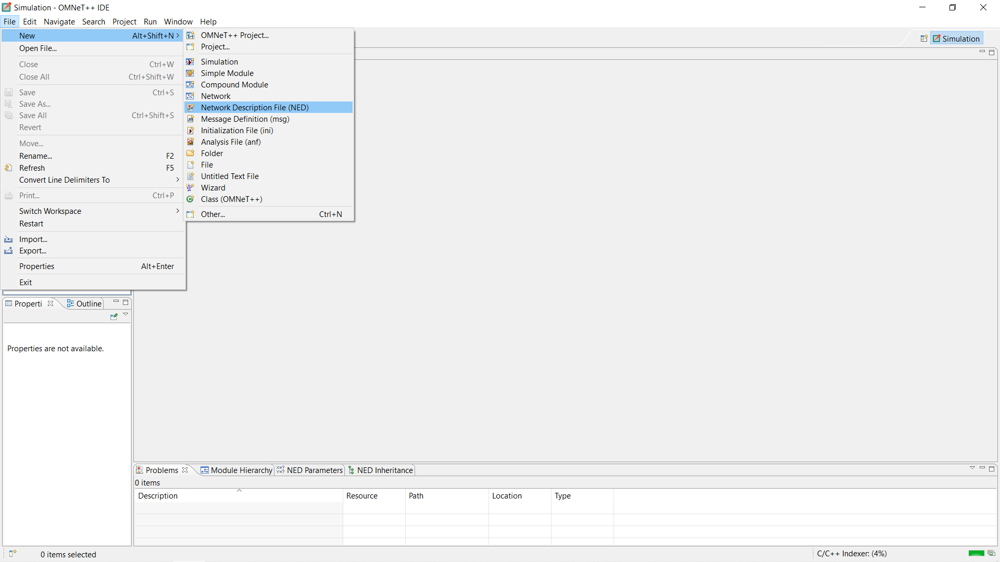 Simulation - OMNeT++ IDE
File Edit Navigate Search Project Run Window Help
New Alt+Shift+N
Open File...
Close Ctrl+W
Close All Ctrl+Shift+W
Save Ctrl+S
Save As...
Save All Ctrl+Shift+S
Revert
Move...
Rename... F2
Refresh F5
Convert Line Delimiters To
Print... Ctrl+P
Switch Workspace
Restart
Import...
Export...
Properties Alt+Enter
Exit
OMNeT++ Project...
Project...
Simulation
Simple Module
Compound Module
Network
Network Description File (NED)
Message Definition (msg)
Initialization File (ini)
Analysis File (anf)
Folder
File
Untitled Text File
Wizard
Class (OMNeT++)
Other... Ctrl+N
Simulation
Properti Outline
Properties are not available.
Problems Module Hierarchy NED Parameters NED Inheritance
0 items
Description Resource Path Location Type
0 items selected
C/C++ Indexer: (4%)